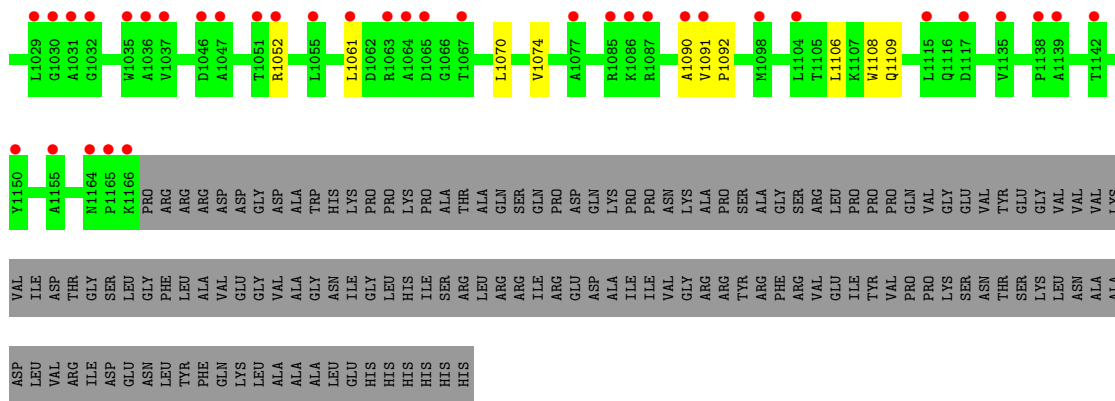 L1029 G1030 A1031 G1032 W1035 A1036 V1037 D1046 A1047 T1051 R1052 L1055 L1061 D1062 R1063 A1064 D1065 G1066 T1067 L1070 V1074 A1077 R1085 K1086 R1087 A1090 V1091 P1092 M1098 L1104 T1105 L1106 K1107 W1108 Q1109 L1115 Q1116 D1117 V1135 P1138 A1139 T1142
Y1150 A1155 N1164 P1165 K1166 PRO ARG ARG ARG ASP ASP GLY ASP ALA TRP HIS LYS PRO PRO LYS PRO ALA THR ALA GLN SER GLN PRO ASP GLN LYS PRO PRO ASN LYS ALA PRO SER ALA GLY SER ARG LEU PRO PRO PRO GLN VAL GLY GLU VAL TYR GLU GLY VAL VAL VAL LYS
VAL ILE ASP THR GLY SER LEU GLY PHE LEU ALA VAL GLU GLY VAL ALA GLY ASN ILE GLY LEU HIS ILE SER ARG LEU ARG ARG ILE ARG GLU ASP ALA ILE ILE VAL GLY ARG ARG TYR ARG PHE ARG VAL GLU ILE TYR VAL PRO PRO LYS SER ASN THR SER LYS LEU ASN ALA ALA
ASP LEU VAL ARG ILE ASP GLU ASN LEU TYR PHE GLN LYS LEU ALA ALA ALA LEU GLU HIS HIS HIS HIS HIS HIS